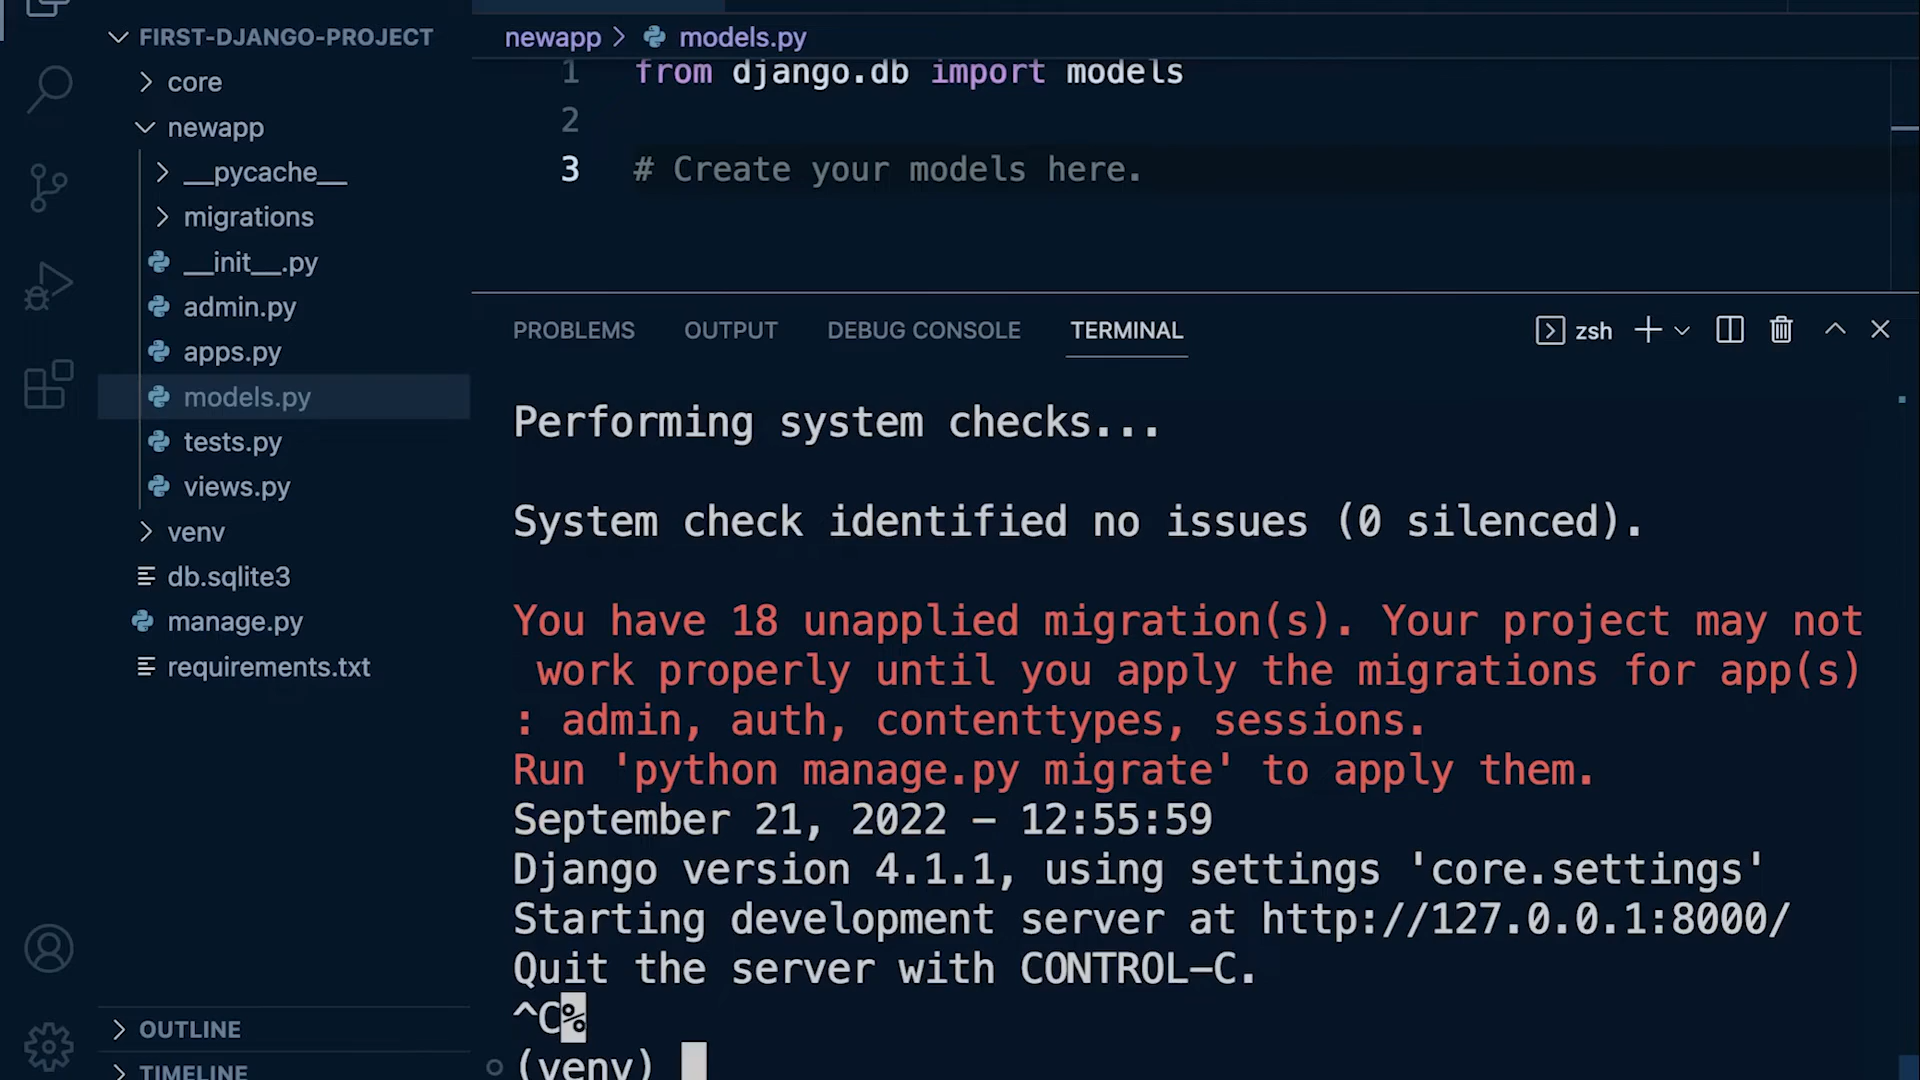 FIRST-DJANGO-PROJECT
core
newapp
__pycache__
migrations
__init__.py
admin.py
apps.py
models.py
tests.py
views.py
venv
db.sqlite3
manage.py
requirements.txt
OUTLINE
TIMELINE
newapp > models.py
1 from django.db import models
2
3 # Create your models here.
PROBLEMS OUTPUT DEBUG CONSOLE TERMINAL zsh
Performing system checks...
System check identified no issues (0 silenced).
You have 18 unapplied migration(s). Your project may not
work properly until you apply the migrations for app(s)
: admin, auth, contenttypes, sessions.
Run 'python manage.py migrate' to apply them.
September 21, 2022 - 12:55:59
Django version 4.1.1, using settings 'core.settings'
Starting development server at http://127.0.0.1:8000/
Quit the server with CONTROL-C.
^C%
(venv)